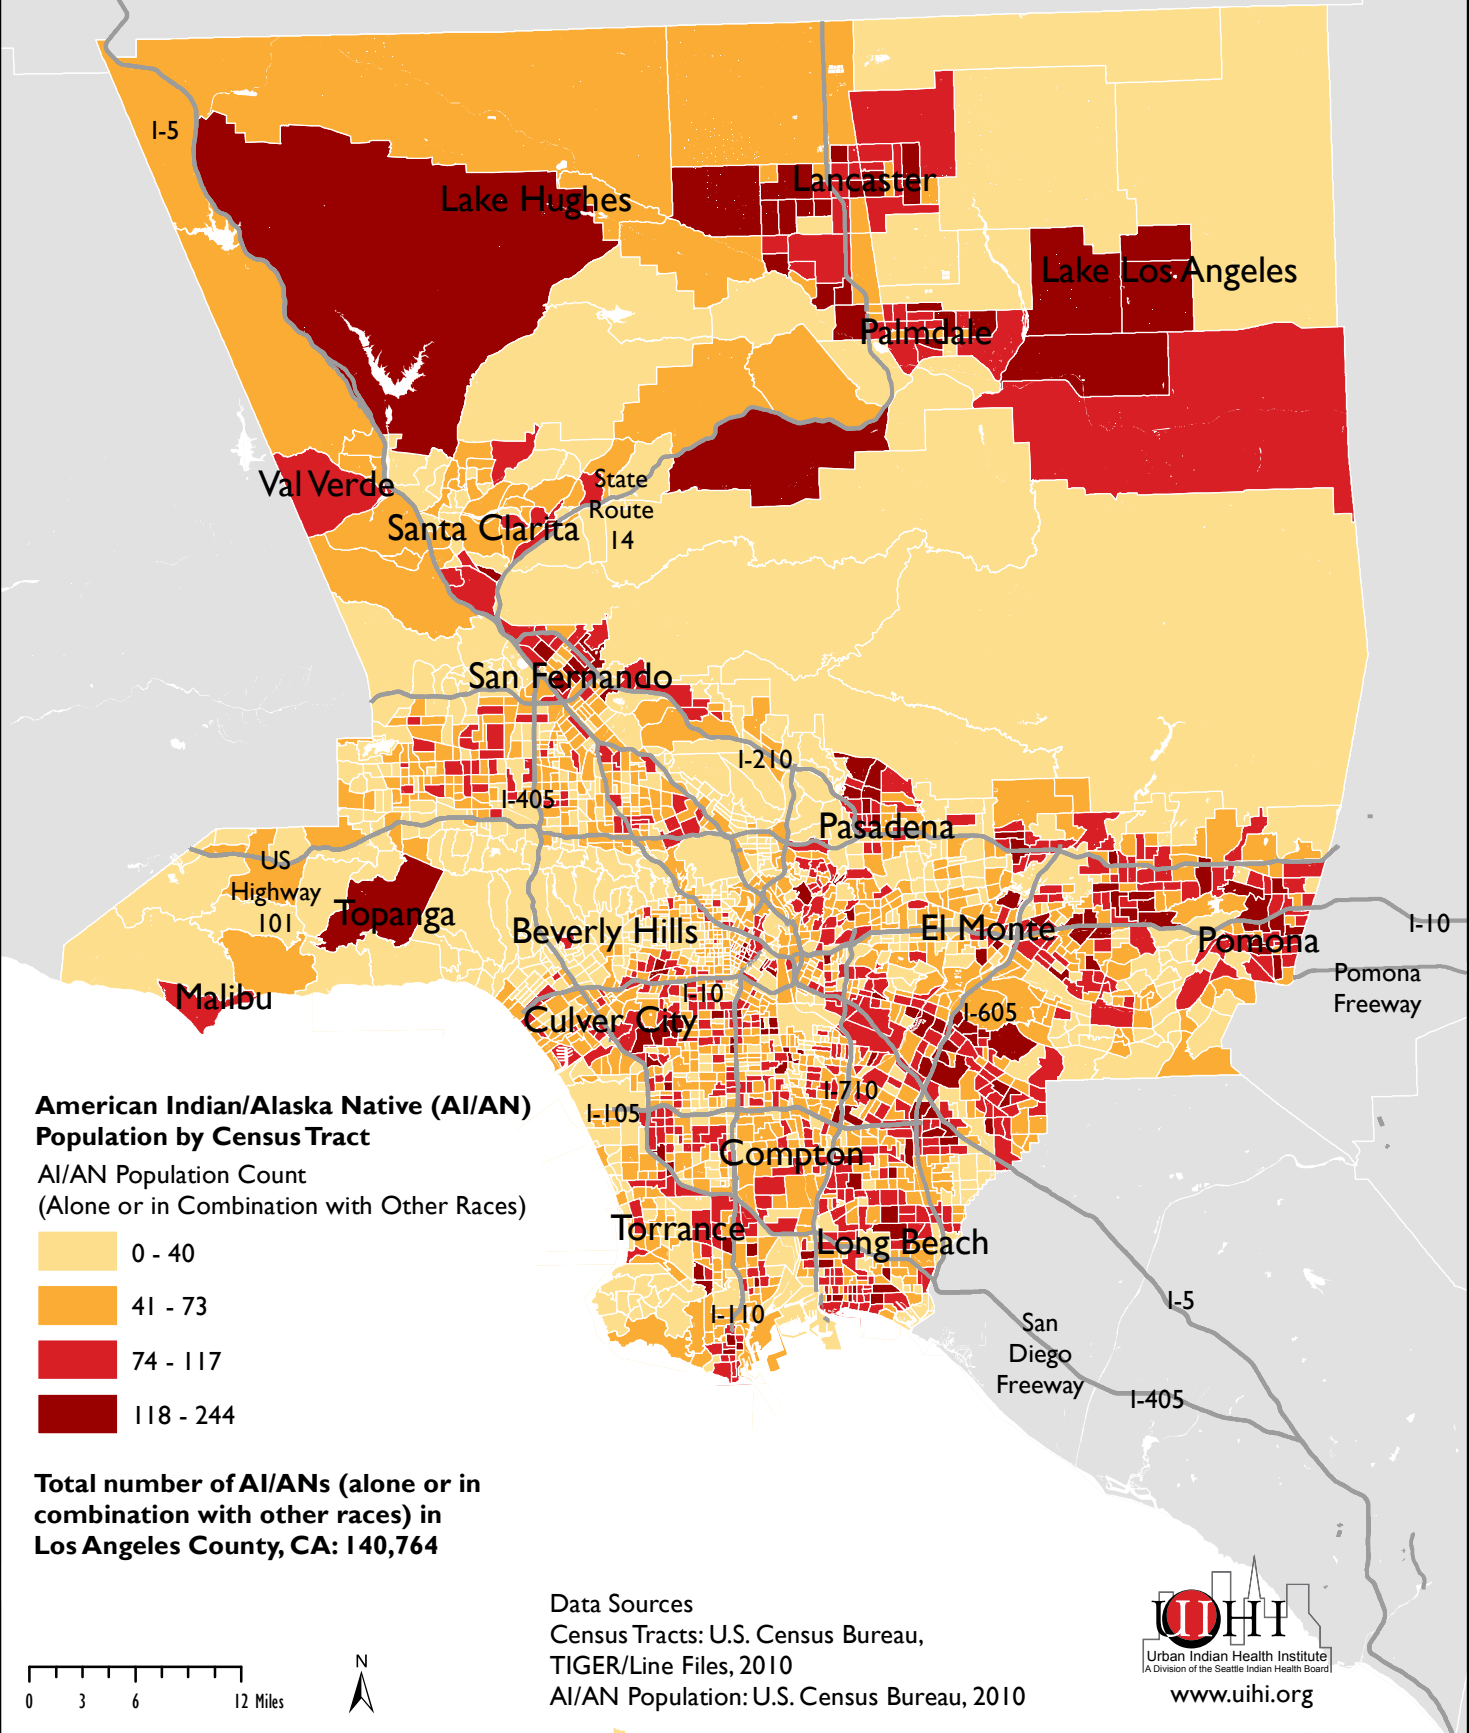 I-5
Lake Hughes
Lancaster
Lake Los Angeles
Palmdale
Val Verde
State
Route
14
Santa Clarita
San Fernando
I-210
I-405
Pasadena
US
Highway
101
Topanga
Beverly Hills
El Monte
Pomona
I-10
Pomona
Freeway
Malibu
I-10
Culver City
I-605
I-710
I-105
Compton
Torrance
Long Beach
I-110
I-5
San
Diego
Freeway
I-405
American Indian/Alaska Native (AI/AN)
Population by Census Tract
AI/AN Population Count
(Alone or in Combination with Other Races)
0 - 40
41 - 73
74 - 117
118 - 244
Total number of AI/ANs (alone or in
combination with other races) in
Los Angeles County, CA: 140,764
Data Sources
Census Tracts: U.S. Census Bureau,
TIGER/Line Files, 2010
AI/AN Population: U.S. Census Bureau, 2010
0 3 6 12 Miles
N
UIHI
Urban Indian Health Institute
A Division of the Seattle Indian Health Board
www.uihi.org